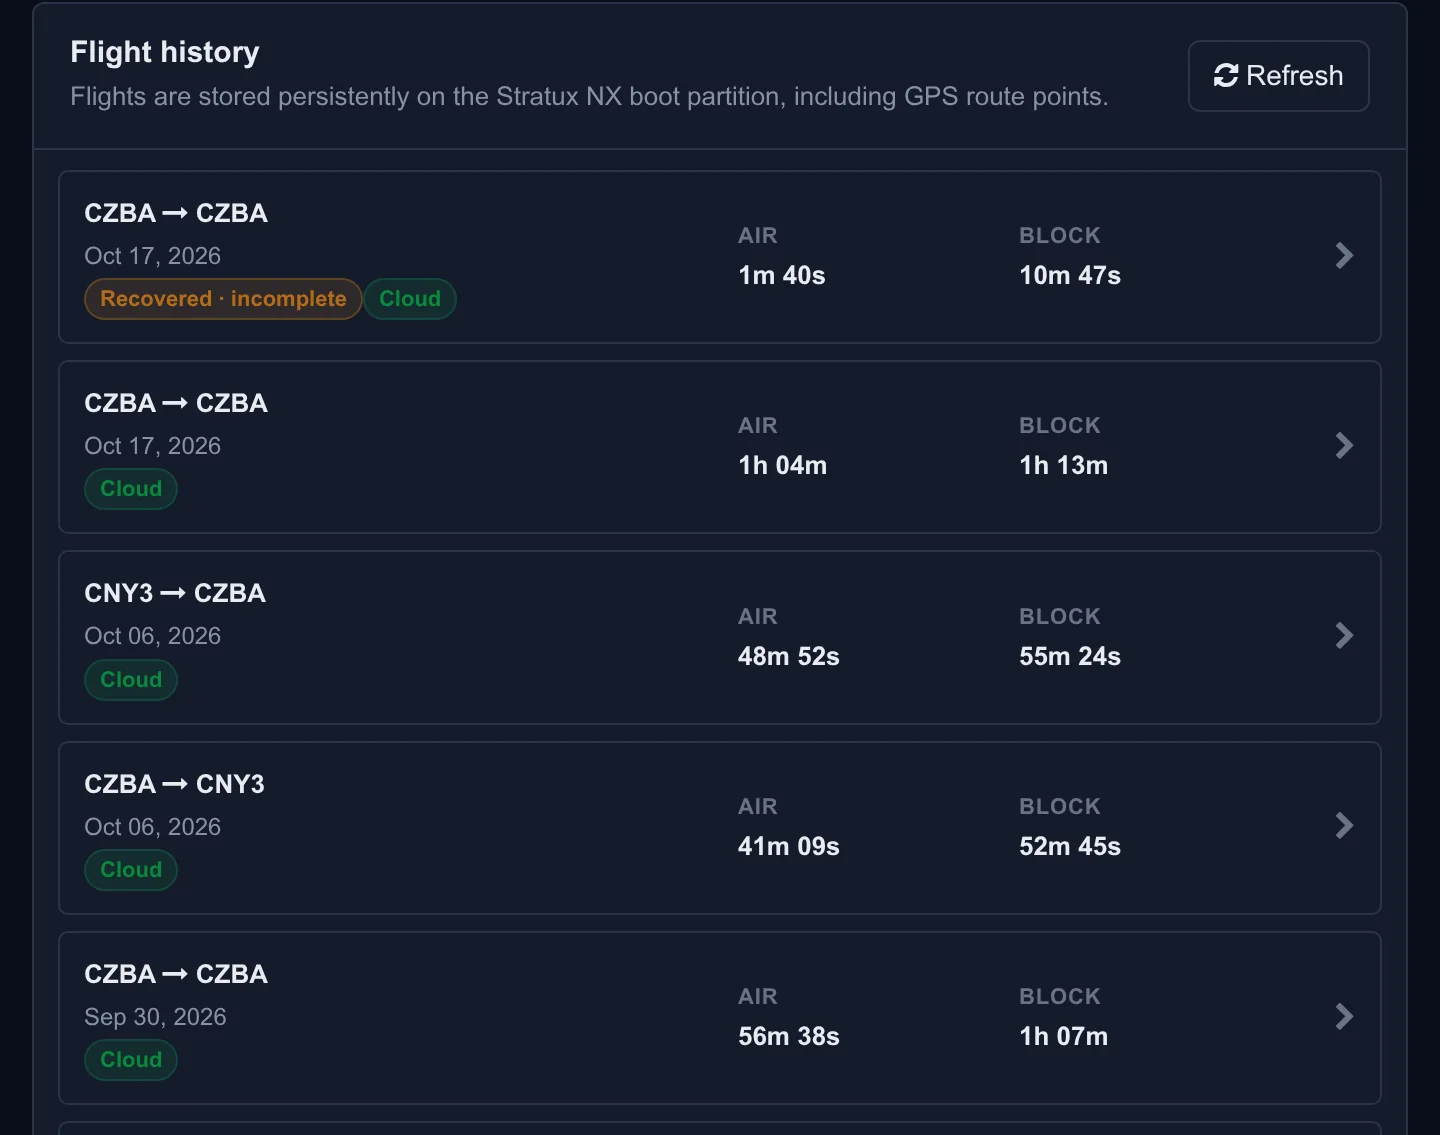 Flight history
Flights are stored persistently on the Stratux NX boot partition, including GPS route points.
Refresh
CZBA → CZBA
Oct 17, 2026
Recovered · incomplete Cloud
AIR
1m 40s
BLOCK
10m 47s
CZBA → CZBA
Oct 17, 2026
Cloud
AIR
1h 04m
BLOCK
1h 13m
CNY3 → CZBA
Oct 06, 2026
Cloud
AIR
48m 52s
BLOCK
55m 24s
CZBA → CNY3
Oct 06, 2026
Cloud
AIR
41m 09s
BLOCK
52m 45s
CZBA → CZBA
Sep 30, 2026
Cloud
AIR
56m 38s
BLOCK
1h 07m